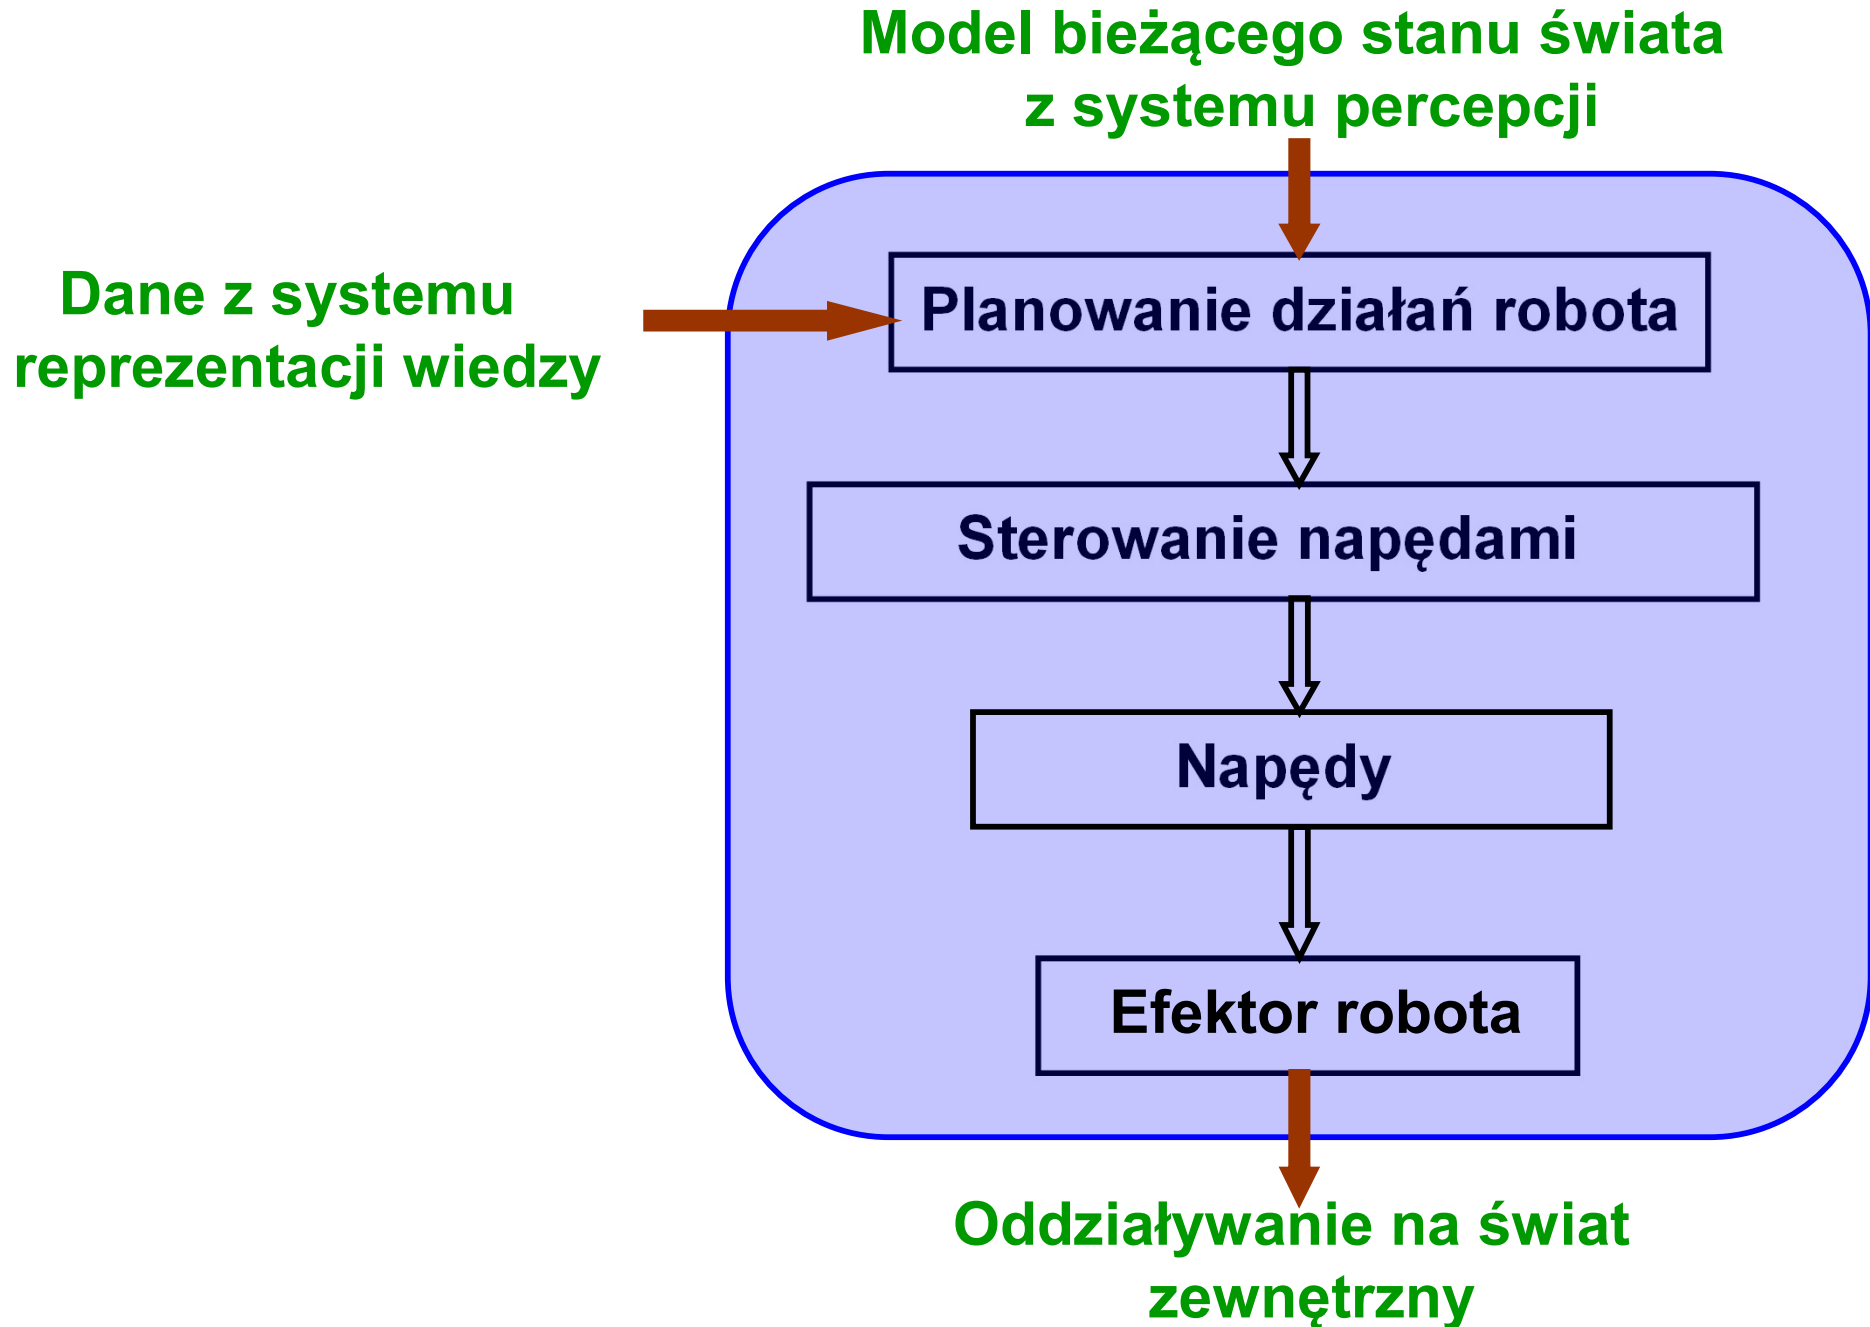 Model bieżącego stanu świata
z systemu percepcji
Dane z systemu
reprezentacji wiedzy
Planowanie działań robota
Sterowanie napędami
Napędy
Efektor robota
Oddziaływanie na świat
zewnętrzny